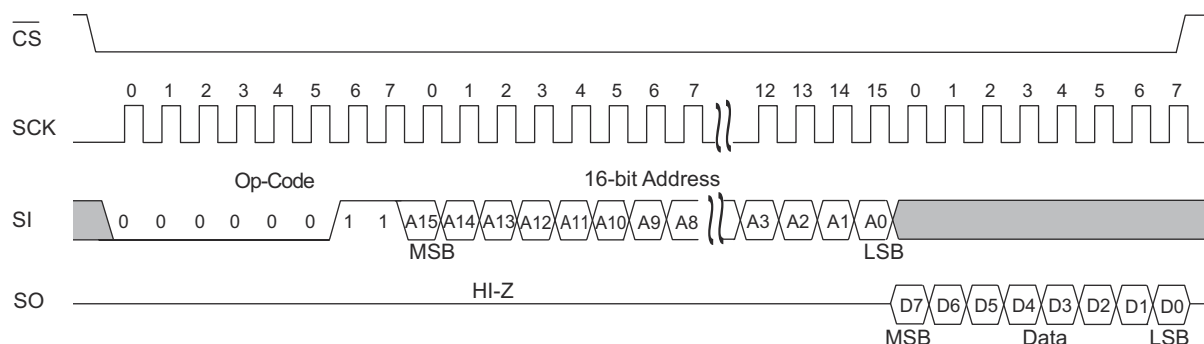 CS
0 1 2 3 4 5 6 7 0 1 2 3 4 5 6 7 12 13 14 15 0 1 2 3 4 5 6 7
SCK
Op-Code 16-bit Address
SI 0 0 0 0 0 0 1 1 A15 A14 A13 A12 A11 A10 A9 A8 A3 A2 A1 A0
MSB LSB
HI-Z
SO D7 D6 D5 D4 D3 D2 D1 D0
MSB Data LSB